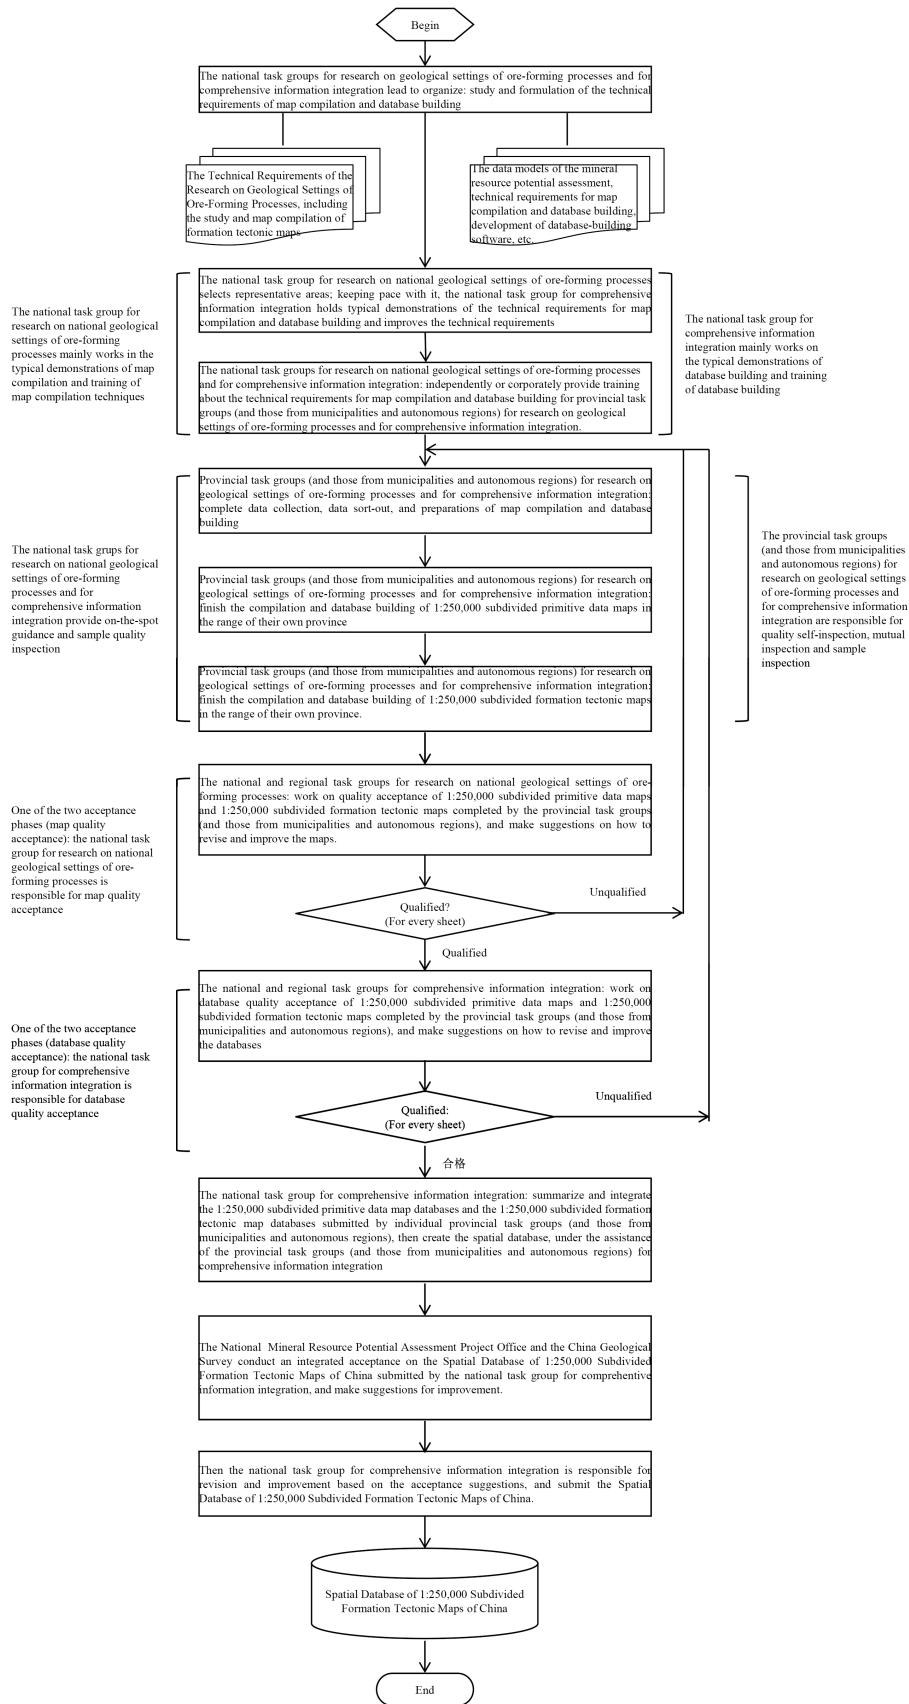 Begin
The national task groups for research on geological settings of ore-forming processes and for
comprehensive information integration lead to organize: study and formulation of the technical
requirements of map compilation and database building
The Technical Requirements of the
Research on Geological Settings of
Ore-Forming Processes, including
the study and map compilation of
formation tectonic maps
The data models of the mineral
resource potential assessment,
technical requirements for map
compilation and database building,
development of database-building
software, etc.
The national task group for
research on national geological
settings of ore-forming
processes mainly works in the
typical demonstrations of map
compilation and training of
map compilation techniques
The national task group for research on national geological settings of ore-forming processes
selects representative areas; keeping pace with it, the national task group for comprehensive
information integration holds typical demonstrations of the technical requirements for map
compilation and database building and improves the technical requirements
The national task group for
comprehensive information
integration mainly works on
the typical demonstrations of
database building and training
of database building
The national task groups for research on national geological settings of ore-forming processes
and for comprehensive information integration: independently or corporately provide training
about the technical requirements for map compilation and database building for provincial task
groups (and those from municipalities and autonomous regions) for research on geological
settings of ore-forming processes and for comprehensive information integration.
Provincial task groups (and those from municipalities and autonomous regions) for research on
geological settings of ore-forming processes and for comprehensive information integration:
complete data collection, data sort-out, and preparations of map compilation and database
building
The national task grups for
research on national geological
settings of ore-forming
processes and for
comprehensive information
integration provide on-the-spot
guidance and sample quality
inspection
Provincial task groups (and those from municipalities and autonomous regions) for research on
geological settings of ore-forming processes and for comprehensive information integration:
finish the compilation and database building of 1:250,000 subdivided primitive data maps in
the range of their own province
The provincial task groups
(and those from municipalities
and autonomous regions) for
research on geological settings
of ore-forming processes and
for comprehensive information
integration are responsible for
quality self-inspection, mutual
inspection and sample
inspection
Provincial task groups (and those from municipalities and autonomous regions) for research on
geological settings of ore-forming processes and for comprehensive information integration:
finish the compilation and database building of 1:250,000 subdivided formation tectonic maps
in the range of their own province.
The national and regional task groups for research on national geological settings of ore-
forming processes: work on quality acceptance of 1:250,000 subdivided primitive data maps
and 1:250,000 subdivided formation tectonic maps completed by the provincial task groups
(and those from municipalities and autonomous regions), and make suggestions on how to
revise and improve the maps.
One of the two acceptance
phases (map quality
acceptance): the national task
group for research on national
geological settings of ore-
forming processes is
responsible for map quality
acceptance
Unqualified
Qualified?
(For every sheet)
Qualified
The national and regional task groups for comprehensive information integration: work on
database quality acceptance of 1:250,000 subdivided primitive data maps and 1:250,000
subdivided formation tectonic maps completed by the provincial task groups (and those from
municipalities and autonomous regions), and make suggestions on how to revise and improve
the databases
One of the two acceptance
phases (database quality
acceptance): the national task
group for comprehensive
information integration is
responsible for database
quality acceptance
Unqualified
Qualified:
(For every sheet)
合格
The national task group for comprehensive information integration: summarize and integrate
the 1:250,000 subdivided primitive data map databases and the 1:250,000 subdivided formation
tectonic map databases submitted by individual provincial task groups (and those from
municipalities and autonomous regions), then create the spatial database, under the assistance
of the provincial task groups (and those from municipalities and autonomous regions) for
comprehensive information integration
The National Mineral Resource Potential Assessment Project Office and the China Geological
Survey conduct an integrated acceptance on the Spatial Database of 1:250,000 Subdivided
Formation Tectonic Maps of China submitted by the national task group for comprehentive
information integration, and make suggestions for improvement.
Then the national task group for comprehensive information integration is responsible for
revision and improvement based on the acceptance suggestions, and submit the Spatial
Database of 1:250,000 Subdivided Formation Tectonic Maps of China.
Spatial Database of 1:250,000 Subdivided
Formation Tectonic Maps of China
End